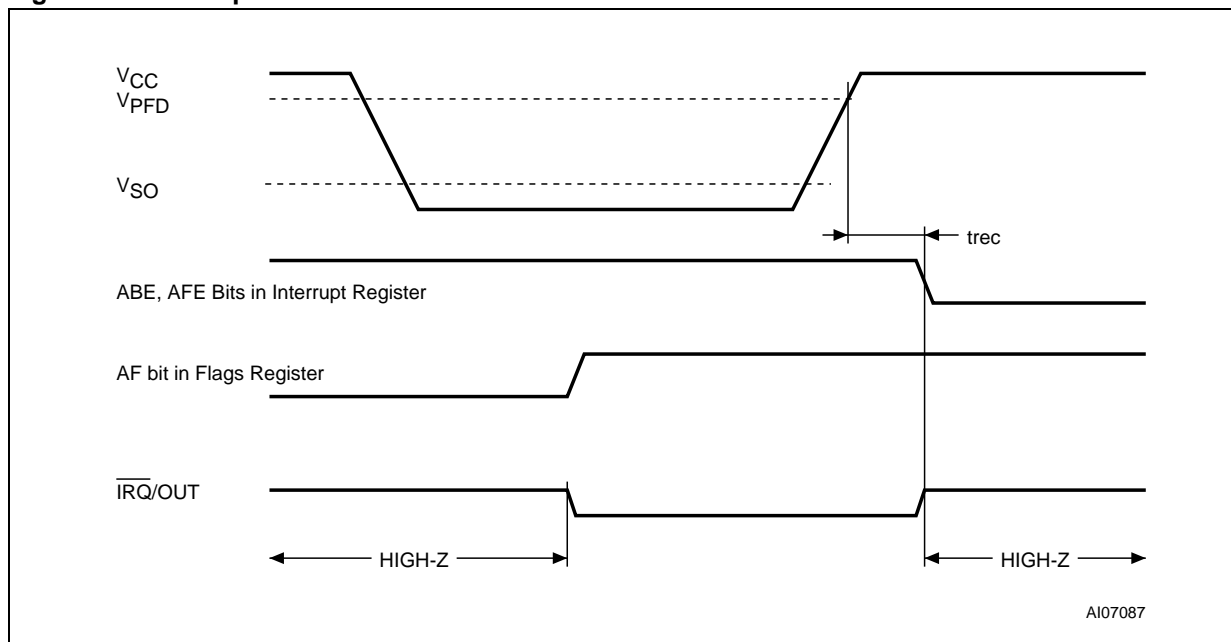 VCC
VPFD
VSO
trec
ABE, AFE Bits in Interrupt Register
AF bit in Flags Register
IRQ/OUT
HIGH-Z
HIGH-Z
AI07087